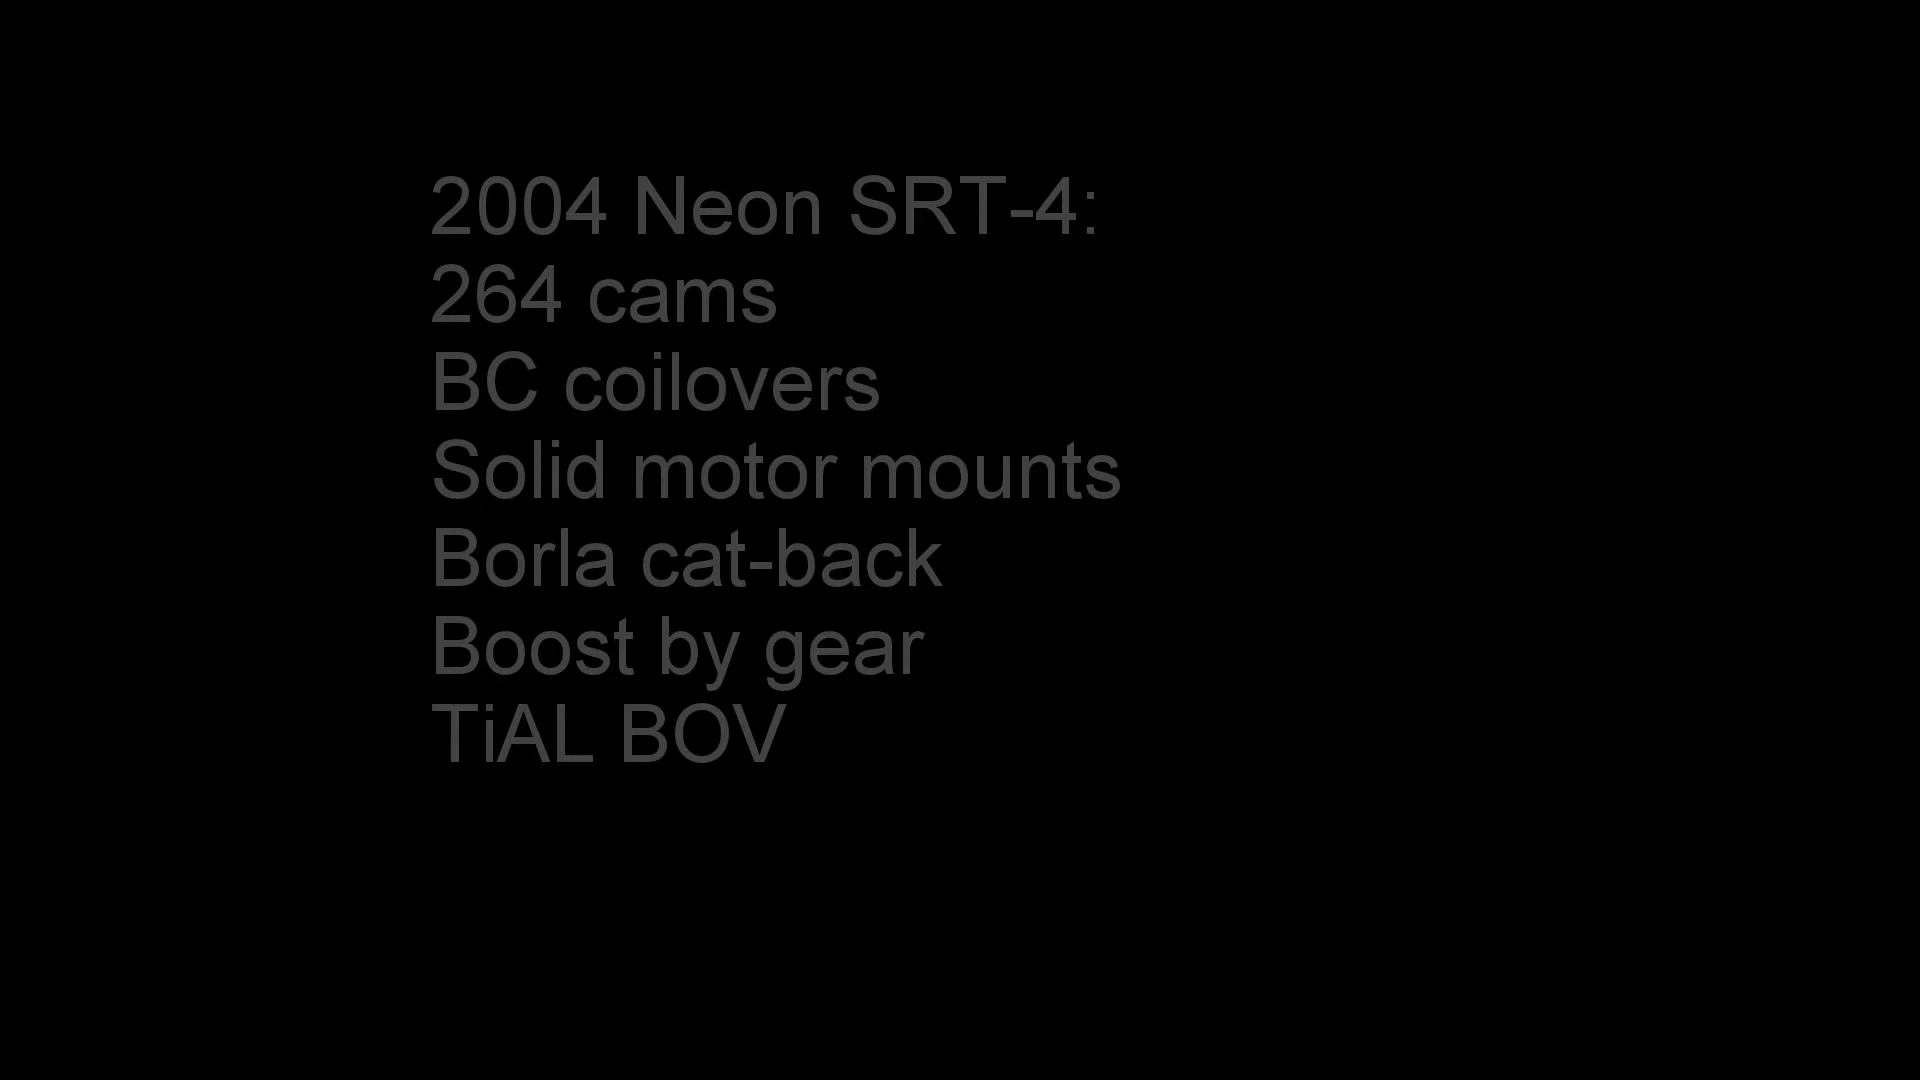 2004 Neon SRT-4:
264 cams
BC coilovers
Solid motor mounts
Borla cat-back
Boost by gear
TiAL BOV